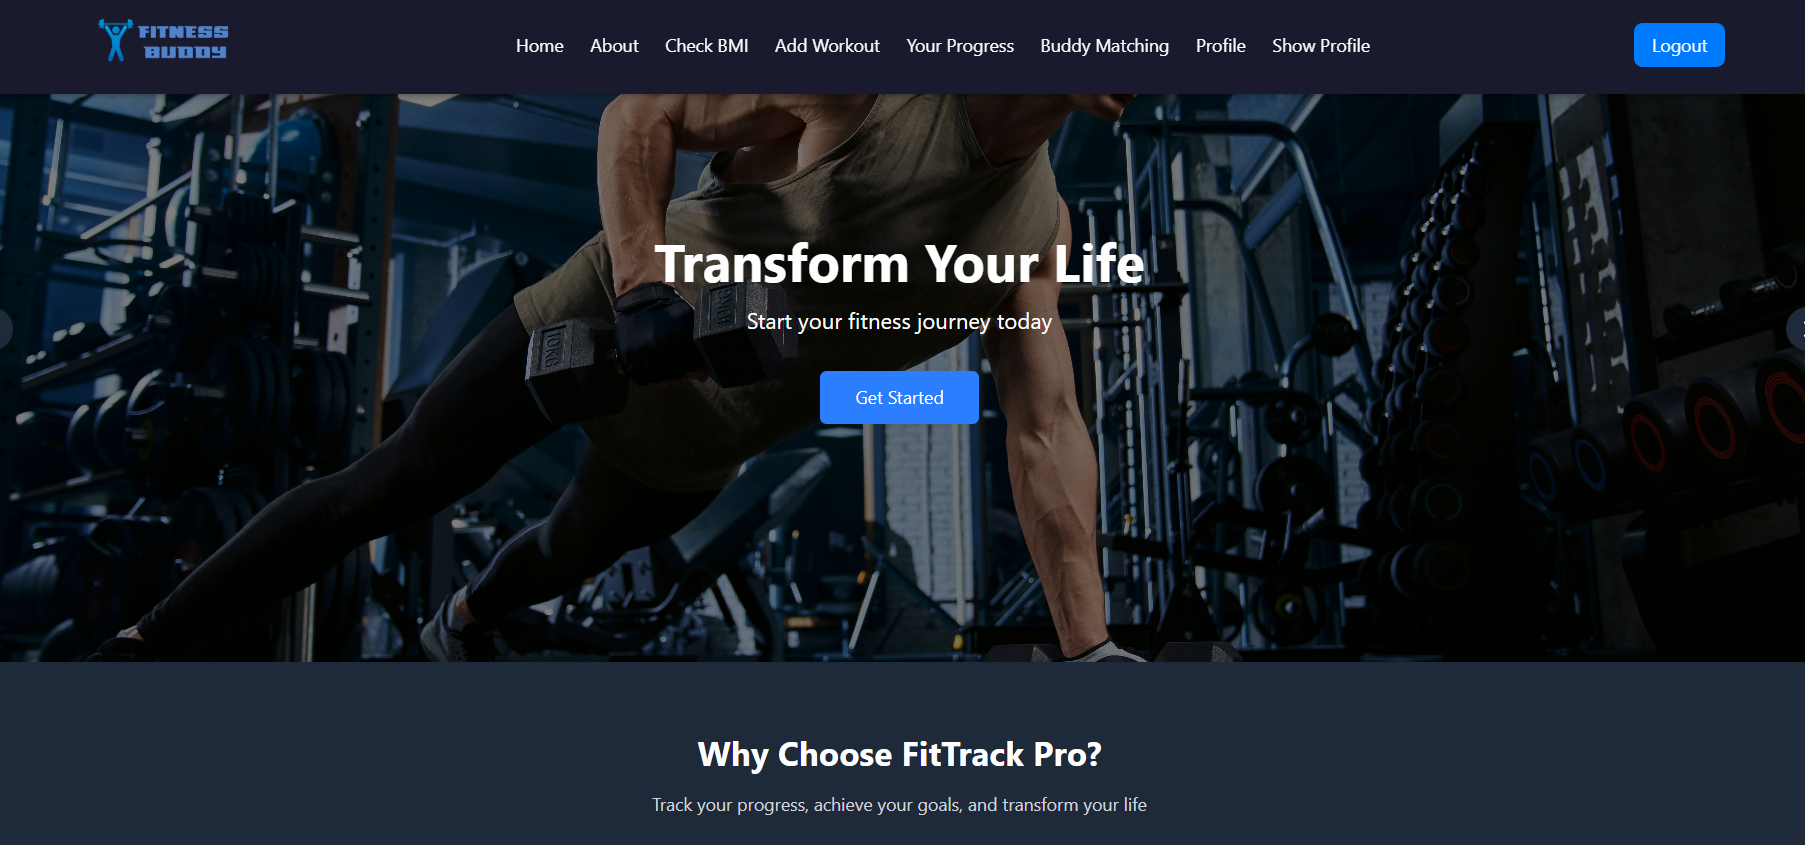 FITNESS
BUDDY
Home About Check BMI Add Workout Your Progress Buddy Matching Profile Show Profile
Logout
Transform Your Life
Start your fitness journey today
Get Started
Why Choose FitTrack Pro?
Track your progress, achieve your goals, and transform your life